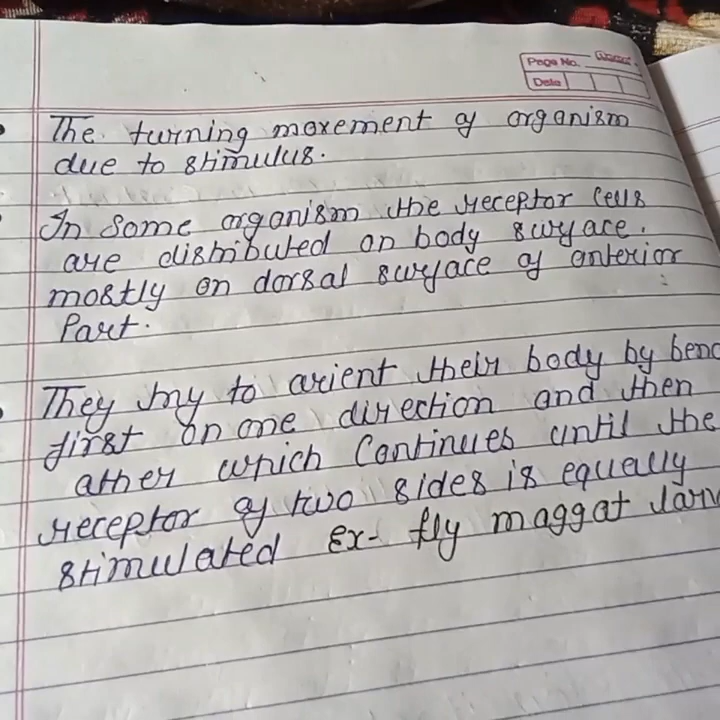 Page No.
Date
The turning movement of organism
due to stimulus.
In some organism the receptor cells
are distributed on body surface.
mostly on dorsal surface of anterior
Part.
They try to orient their body by bend
first on one direction and then
other which continues until the
receptor of two sides is equally
stimulated Ex- fly maggat larv